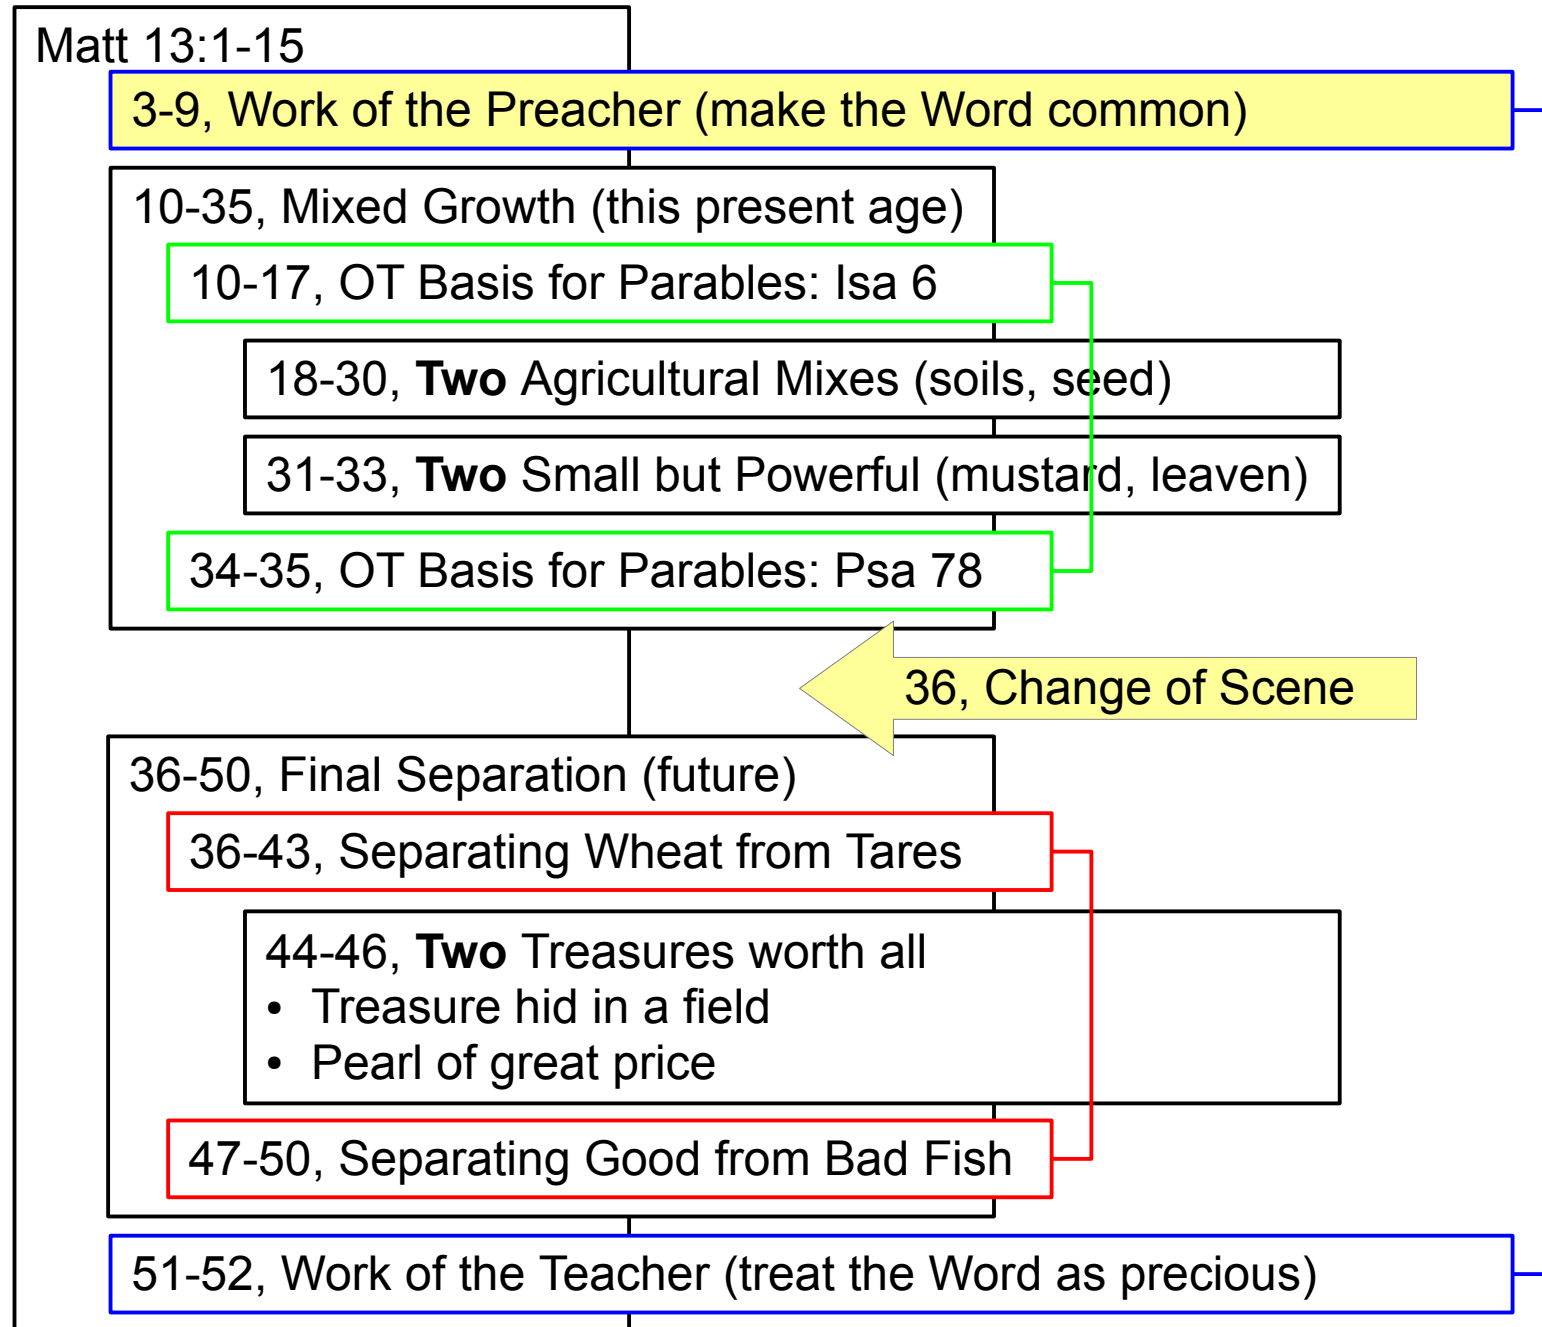 Matt 13:1-15
3-9, Work of the Preacher (make the Word common)
10-35, Mixed Growth (this present age)
10-17, OT Basis for Parables: Isa 6
18-30, Two Agricultural Mixes (soils, seed)
31-33, Two Small but Powerful (mustard, leaven)
34-35, OT Basis for Parables: Psa 78
36, Change of Scene
36-50, Final Separation (future)
36-43, Separating Wheat from Tares
44-46, Two Treasures worth all
• Treasure hid in a field
• Pearl of great price
47-50, Separating Good from Bad Fish
51-52, Work of the Teacher (treat the Word as precious)